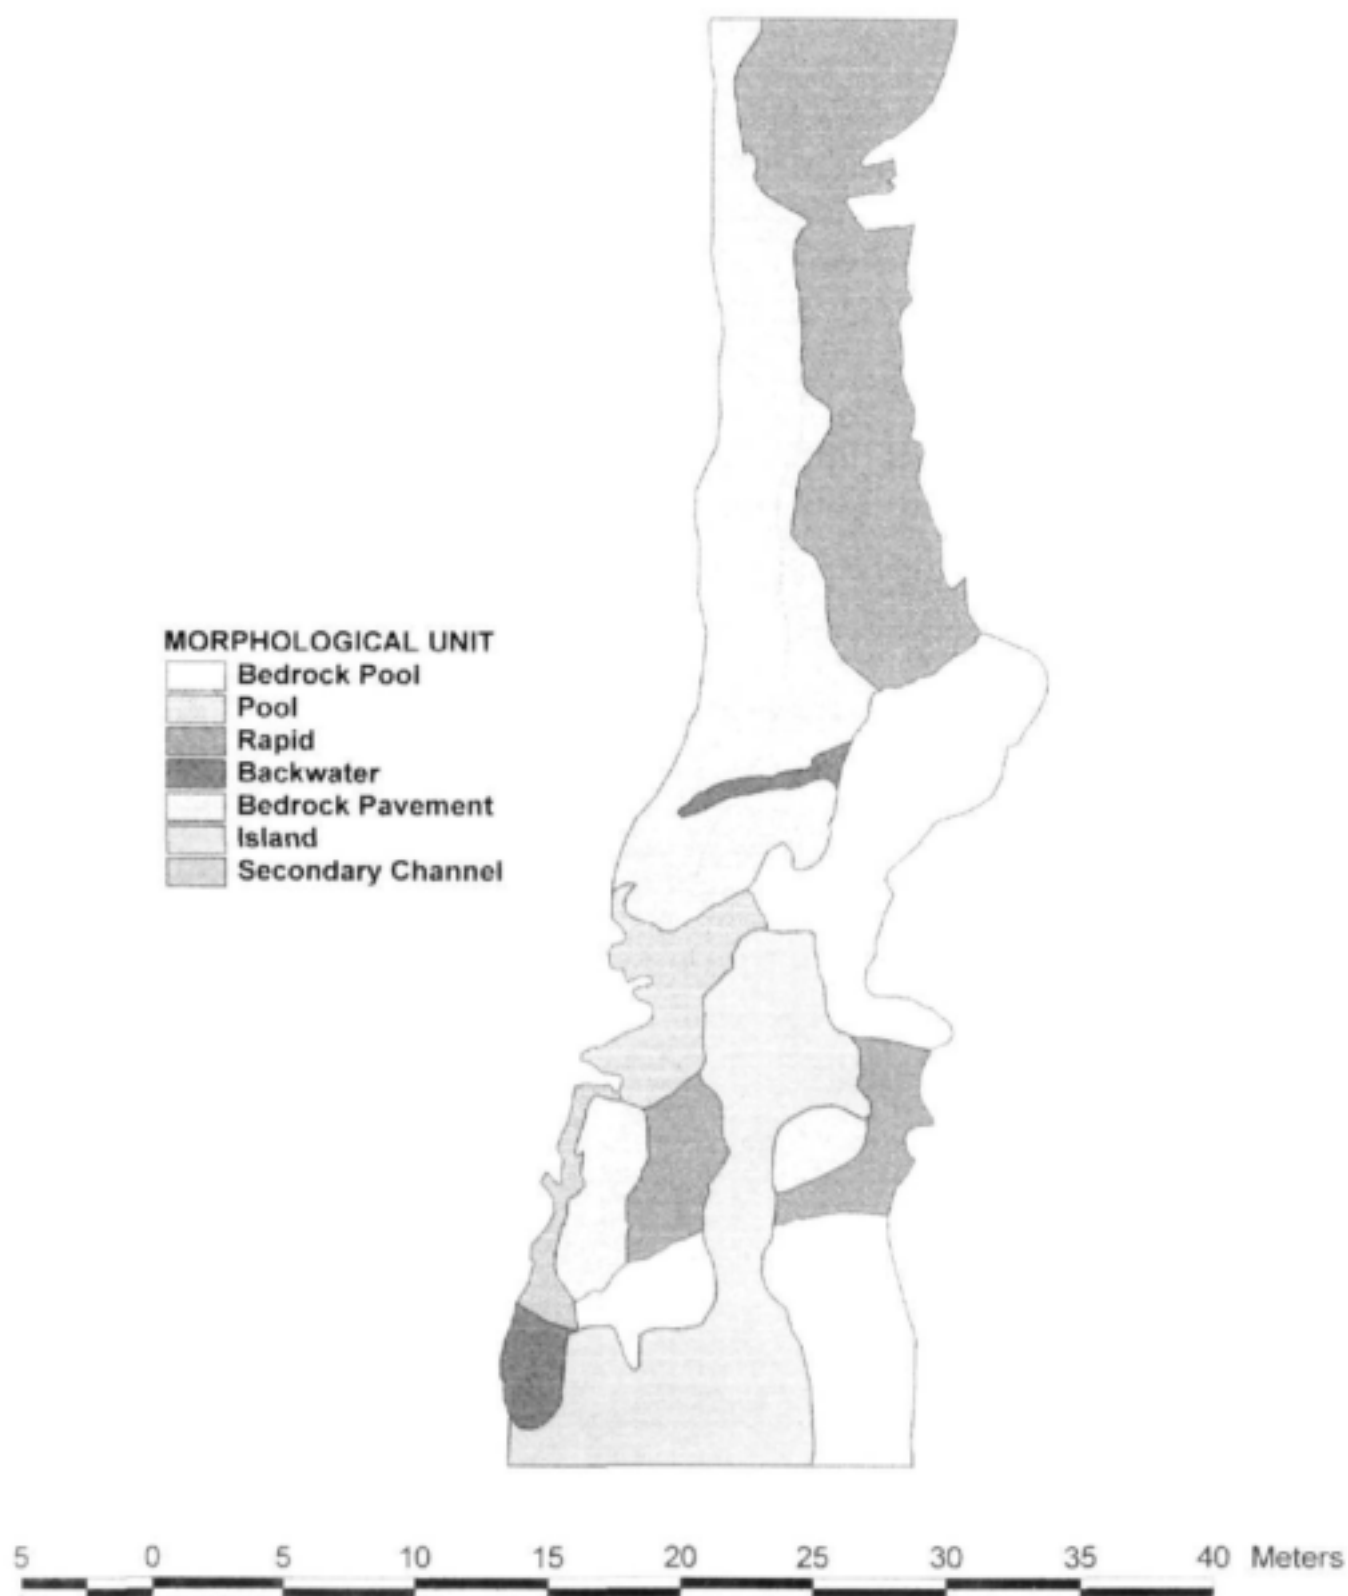 MORPHOLOGICAL UNIT
Bedrock Pool
Pool
Rapid
Backwater
Bedrock Pavement
Island
Secondary Channel
5 0 5 10 15 20 25 30 35 40 Meters